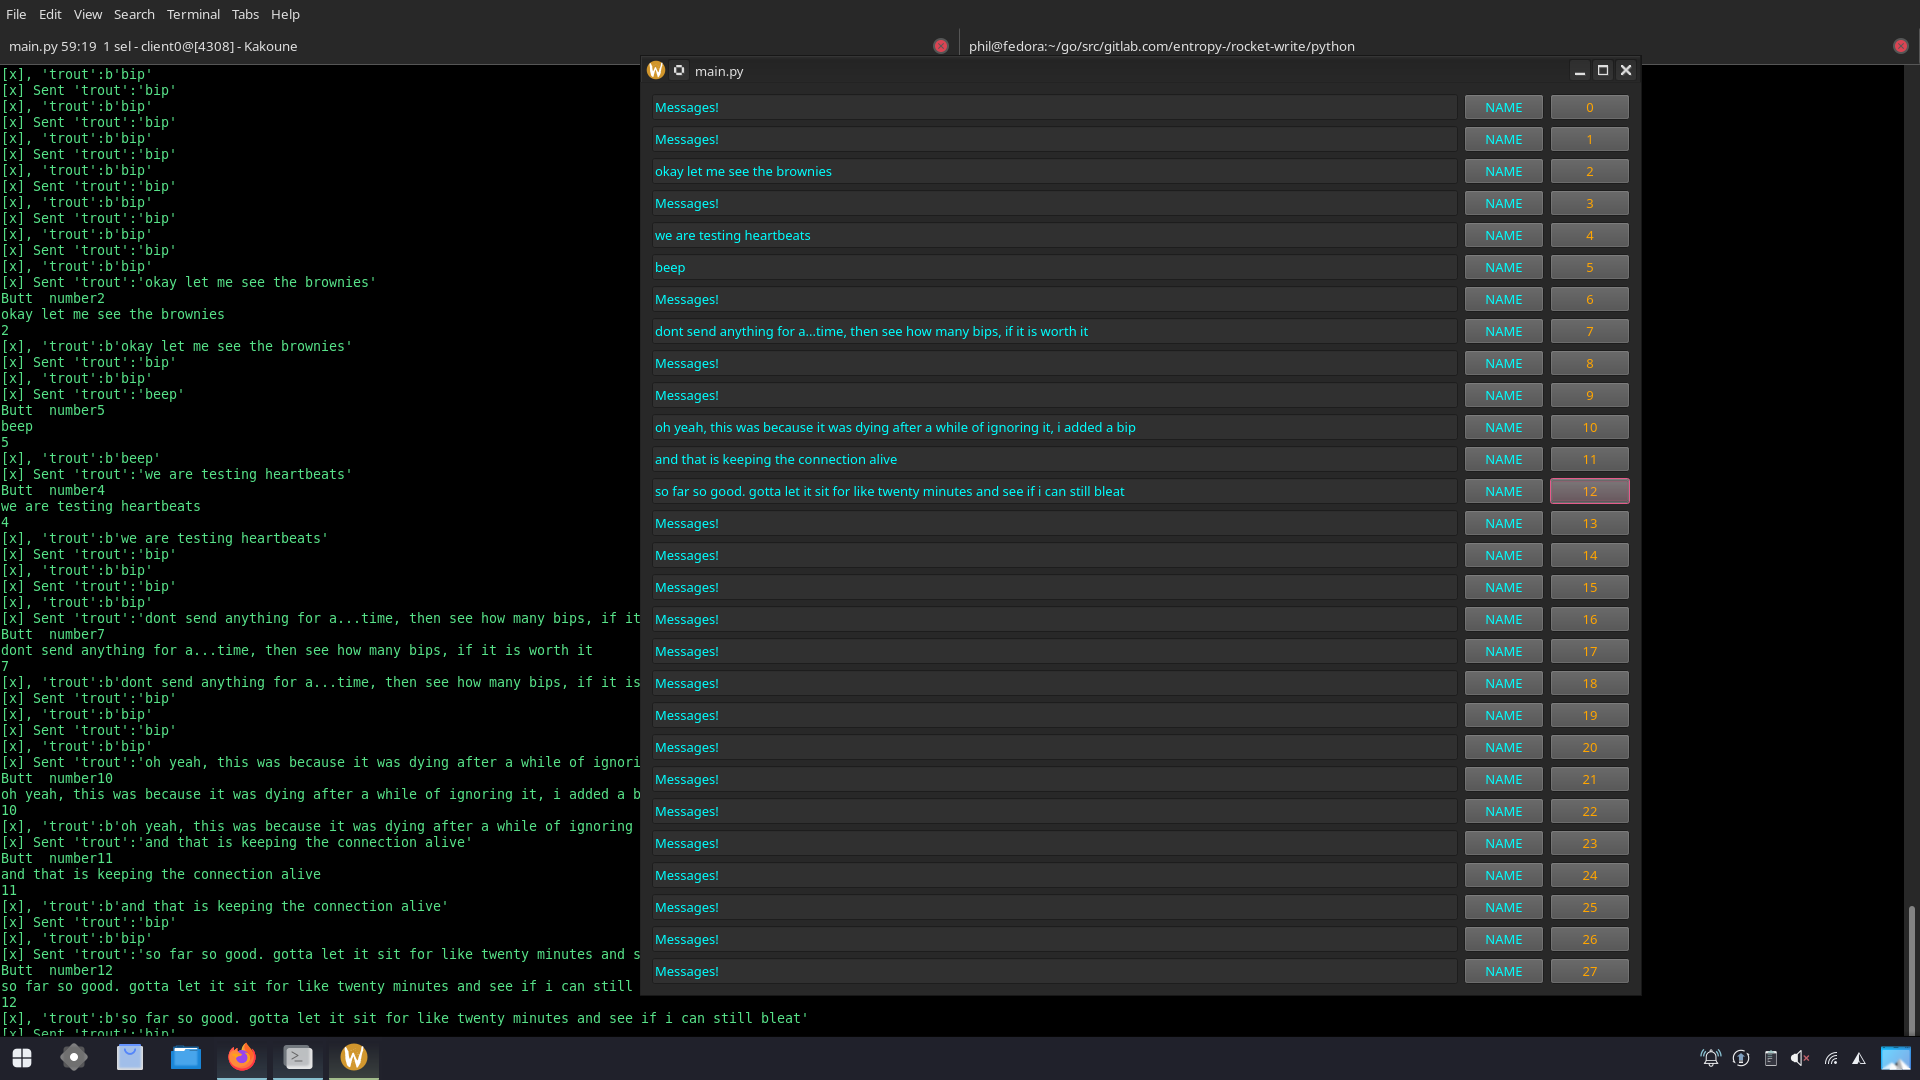 File Edit View Search Terminal Tabs Help
main.py 59:19 1 sel - client0@[4308] - Kakoune
phil@fedora:~/go/src/gitlab.com/entropy-/rocket-write/python
[x], 'trout':b'bip'
[x] Sent 'trout':'bip'
[x], 'trout':b'bip'
[x] Sent 'trout':'bip'
[x], 'trout':b'bip'
[x] Sent 'trout':'bip'
[x], 'trout':b'bip'
[x] Sent 'trout':'bip'
[x], 'trout':b'bip'
[x] Sent 'trout':'bip'
[x], 'trout':b'bip'
[x] Sent 'trout':'bip'
[x], 'trout':b'bip'
[x] Sent 'trout':'okay let me see the brownies'
Butt  number2
okay let me see the brownies
2
[x], 'trout':b'okay let me see the brownies'
[x] Sent 'trout':'bip'
[x], 'trout':b'bip'
[x] Sent 'trout':'beep'
Butt  number5
beep
5
[x], 'trout':b'beep'
[x] Sent 'trout':'we are testing heartbeats'
Butt  number4
we are testing heartbeats
4
[x], 'trout':b'we are testing heartbeats'
[x] Sent 'trout':'bip'
[x], 'trout':b'bip'
[x] Sent 'trout':'bip'
[x], 'trout':b'bip'
[x] Sent 'trout':'dont send anything for a...time, then see how many bips, if it
Butt  number7
dont send anything for a...time, then see how many bips, if it is worth it
7
[x], 'trout':b'dont send anything for a...time, then see how many bips, if it is
[x] Sent 'trout':'bip'
[x], 'trout':b'bip'
[x] Sent 'trout':'bip'
[x], 'trout':b'bip'
[x] Sent 'trout':'oh yeah, this was because it was dying after a while of ignori
Butt  number10
oh yeah, this was because it was dying after a while of ignoring it, i added a b
10
[x], 'trout':b'oh yeah, this was because it was dying after a while of ignoring
[x] Sent 'trout':'and that is keeping the connection alive'
Butt  number11
and that is keeping the connection alive
11
[x], 'trout':b'and that is keeping the connection alive'
[x] Sent 'trout':'bip'
[x], 'trout':b'bip'
[x] Sent 'trout':'so far so good. gotta let it sit for like twenty minutes and s
Butt  number12
so far so good. gotta let it sit for like twenty minutes and see if i can still
12
[x], 'trout':b'so far so good. gotta let it sit for like twenty minutes and see if i can still bleat'
[x] Sent 'trout':'bip'
main.py
Messages! NAME 0
Messages! NAME 1
okay let me see the brownies NAME 2
Messages! NAME 3
we are testing heartbeats NAME 4
beep NAME 5
Messages! NAME 6
dont send anything for a...time, then see how many bips, if it is worth it NAME 7
Messages! NAME 8
Messages! NAME 9
oh yeah, this was because it was dying after a while of ignoring it, i added a bip NAME 10
and that is keeping the connection alive NAME 11
so far so good. gotta let it sit for like twenty minutes and see if i can still bleat NAME 12
Messages! NAME 13
Messages! NAME 14
Messages! NAME 15
Messages! NAME 16
Messages! NAME 17
Messages! NAME 18
Messages! NAME 19
Messages! NAME 20
Messages! NAME 21
Messages! NAME 22
Messages! NAME 23
Messages! NAME 24
Messages! NAME 25
Messages! NAME 26
Messages! NAME 27